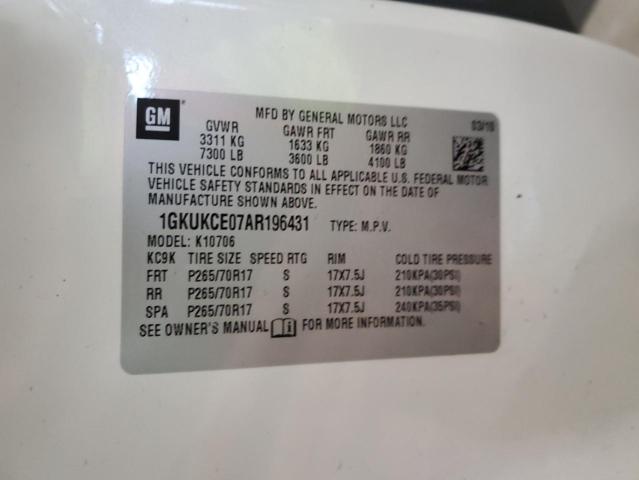 GM
MFD BY GENERAL MOTORS LLC
GVWR GAWR FRT GAWR RR
3311 KG 1633 KG 1860 KG
7300 LB 3600 LB 4100 LB
THIS VEHICLE CONFORMS TO ALL APPLICABLE U.S. FEDERAL MOTOR
VEHICLE SAFETY STANDARDS IN EFFECT ON THE DATE OF
MANUFACTURE SHOWN ABOVE.
1GKUKCE07AR196431 TYPE: M.P.V.
MODEL: K10706
KC9K TIRE SIZE SPEED RTG RIM COLD TIRE PRESSURE
FRT P265/70R17 S 17X7.5J 210KPA(30PSI)
RR P265/70R17 S 17X7.5J 210KPA(30PSI)
SPA P265/70R17 S 17X7.5J 240KPA(35PSI)
SEE OWNER'S MANUAL FOR MORE INFORMATION.